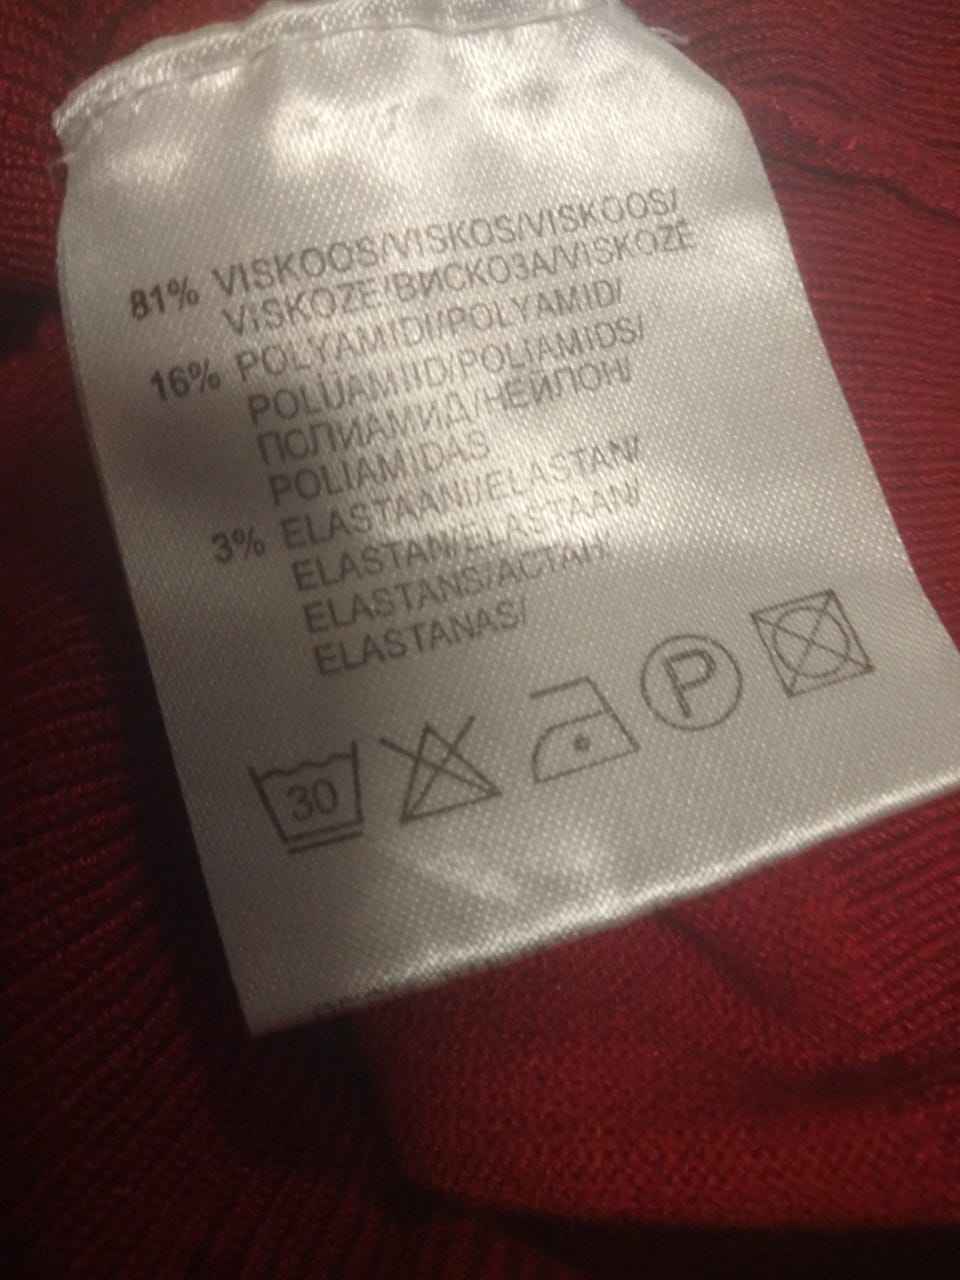 81% VISKOOS/VISKOS/VISKOOS/
VISKOZE/ВИСКОЗА/VISKOZĖ
16% POLYAMIDI/POLYAMID/
POLÜAMIID/POLIAMIDS/
ПОЛИАМИД/НЕЙЛОН/
POLIAMIDAS
3% ELASTAANI/ELASTAN/
ELASTAN/ELASTAAN/
ELASTANS/АСТАН/
ELASTANAS/
30
P